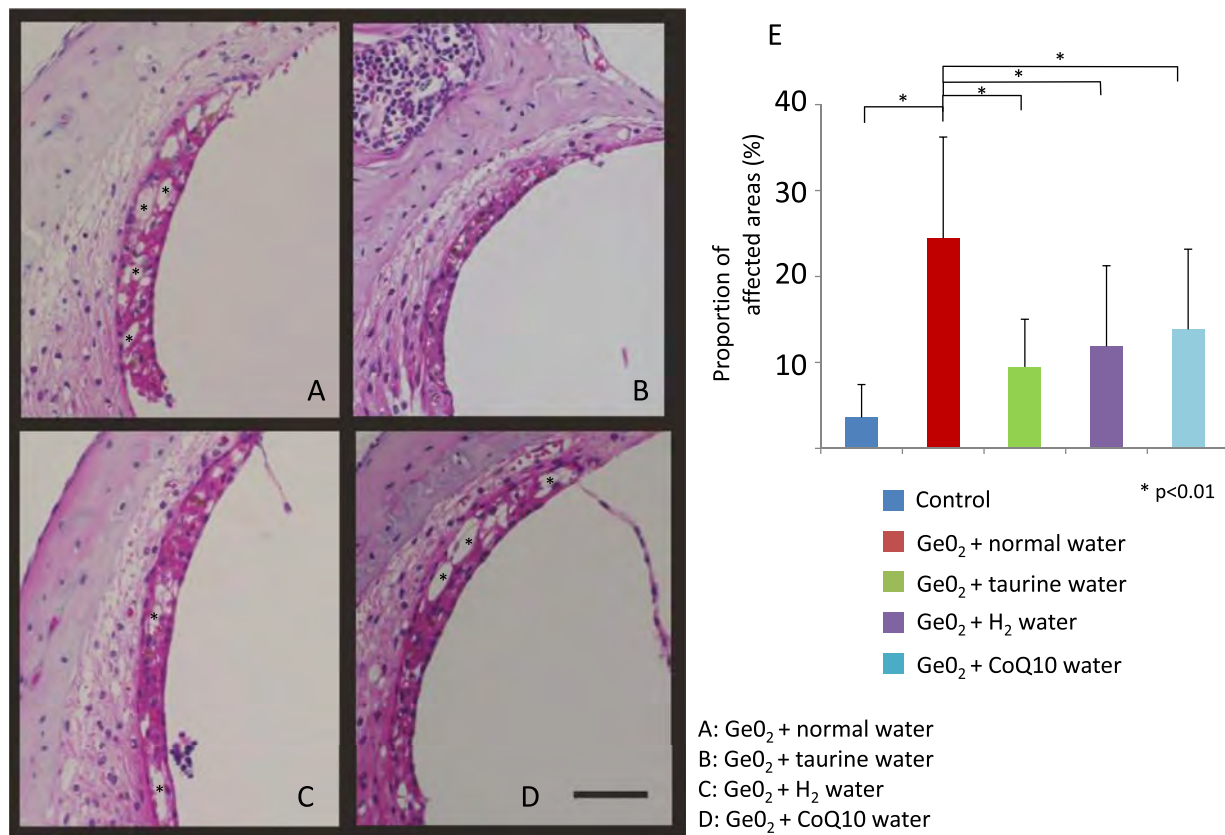 *
*
*
*
A
B
*
*
C
*
*
*
D
E
*
*
*
*
Proportion of
affected areas (%)
40
30
20
10
* p<0.01
Control
Ge0₂ + normal water
Ge0₂ + taurine water
Ge0₂ + H₂ water
Ge0₂ + CoQ10 water
A: Ge0₂ + normal water
B: Ge0₂ + taurine water
C: Ge0₂ + H₂ water
D: Ge0₂ + CoQ10 water